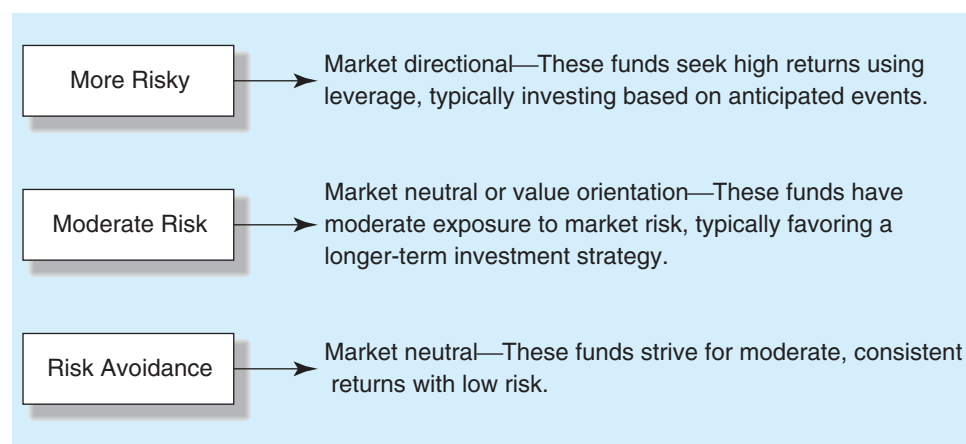 More Risky
Market directional—These funds seek high returns using
leverage, typically investing based on anticipated events.
Moderate Risk
Market neutral or value orientation—These funds have
moderate exposure to market risk, typically favoring a
longer-term investment strategy.
Risk Avoidance
Market neutral—These funds strive for moderate, consistent
returns with low risk.